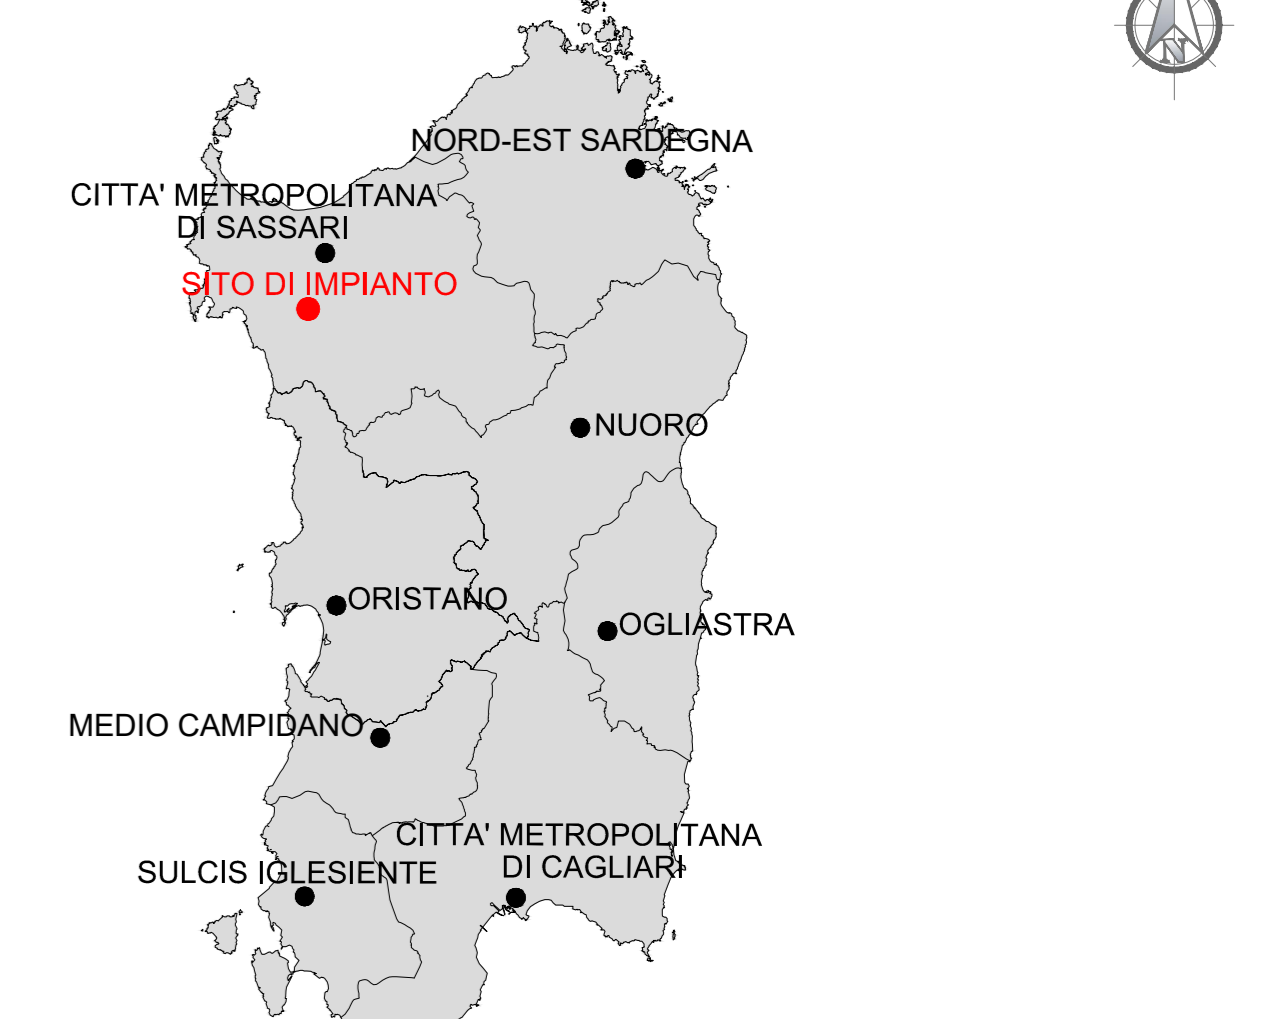 N
NORD-EST SARDEGNA
CITTA' METROPOLITANA
DI SASSARI
SITO DI IMPIANTO
NUORO
ORISTANO
OGLIASTRA
MEDIO CAMPIDANO
CITTA' METROPOLITANA
DI CAGLIARI
SULCIS IGLESIENTE